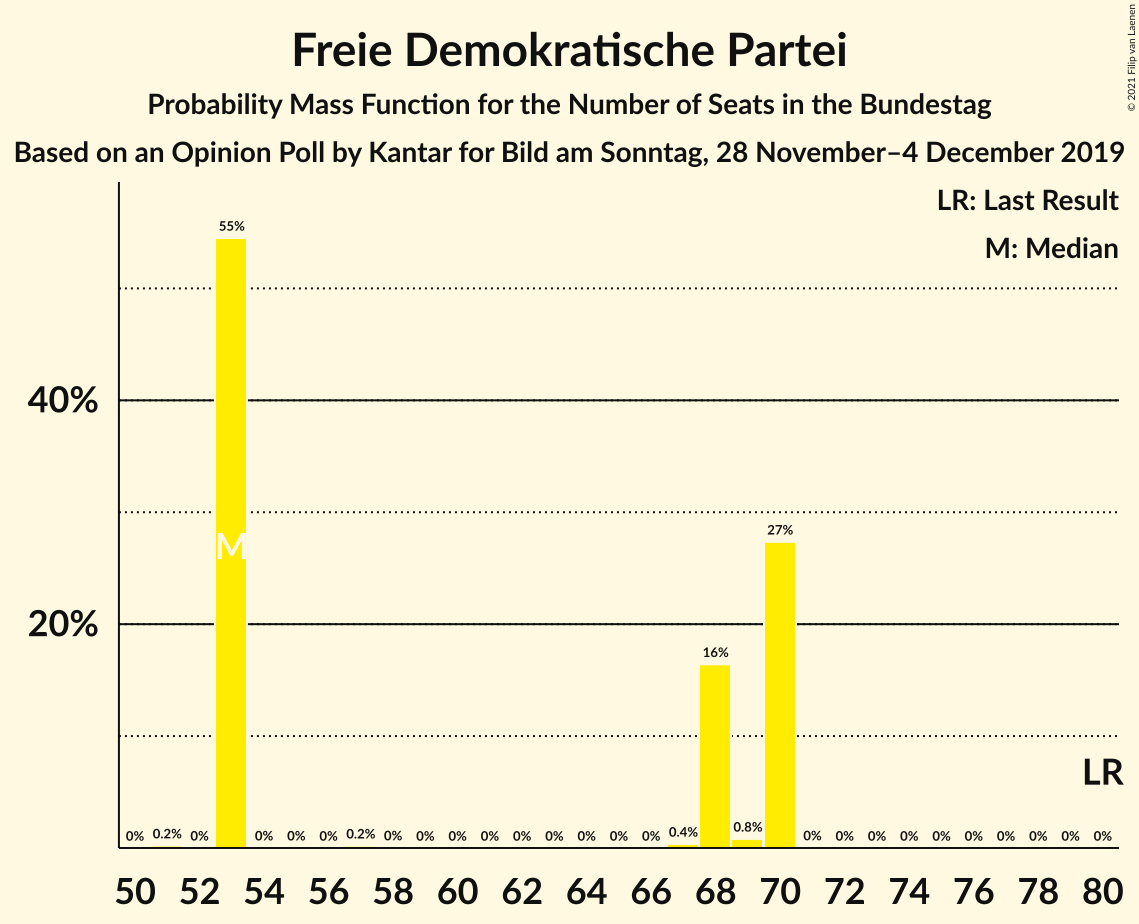 Freie Demokratische Partei
Probability Mass Function for the Number of Seats in the Bundestag
Based on an Opinion Poll by Kantar for Bild am Sonntag, 28 November–4 December 2019
© 2021 Filip van Laenen
LR: Last Result
M: Median
55%
40%
M
27%
20%
16%
LR
0% 0.2% 0% 0% 0% 0% 0.2% 0% 0% 0% 0% 0% 0% 0% 0% 0% 0.4% 0.8% 0% 0% 0% 0% 0% 0% 0% 0% 0% 0%
50 52 54 56 58 60 62 64 66 68 70 72 74 76 78 80